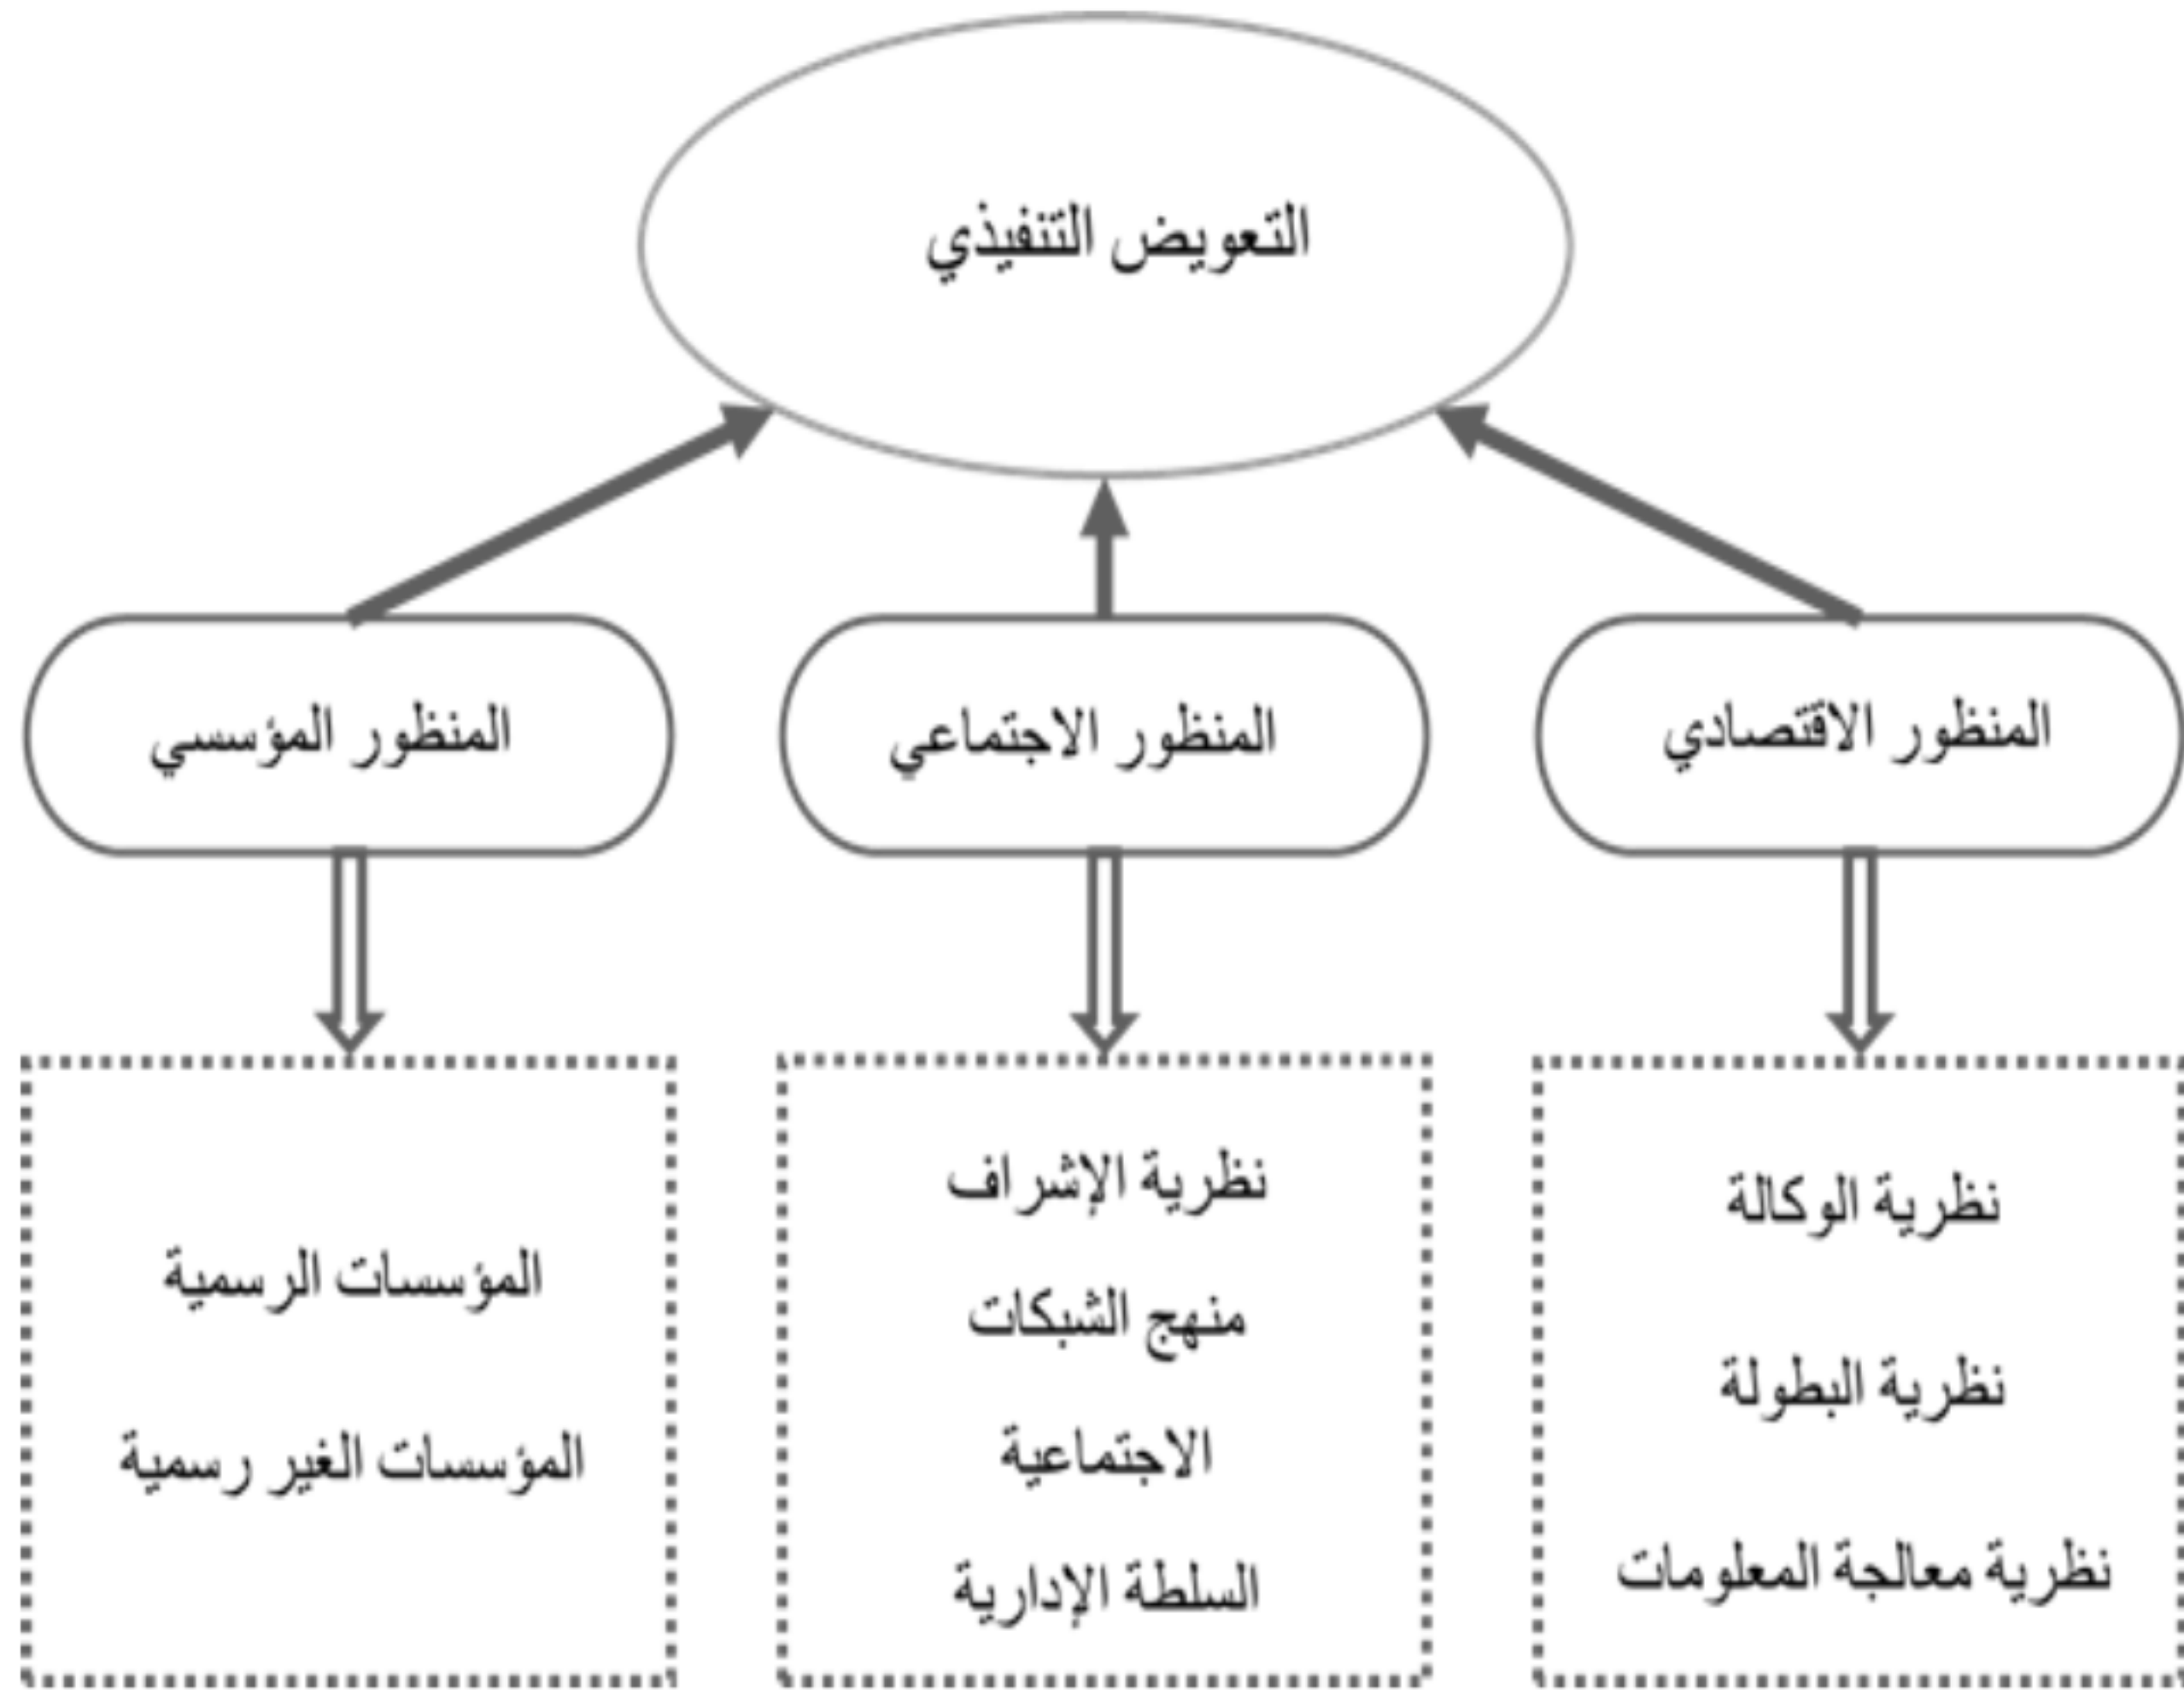 التعويض التنفيذي
المنظور الاقتصادي
المنظور الاجتماعي
المنظور المؤسسي
نظرية الوكالة
نظرية البطولة
نظرية معالجة المعلومات
نظرية الإشراف
منهج الشبكات
الاجتماعية
السلطة الإدارية
المؤسسات الرسمية
المؤسسات الغير رسمية